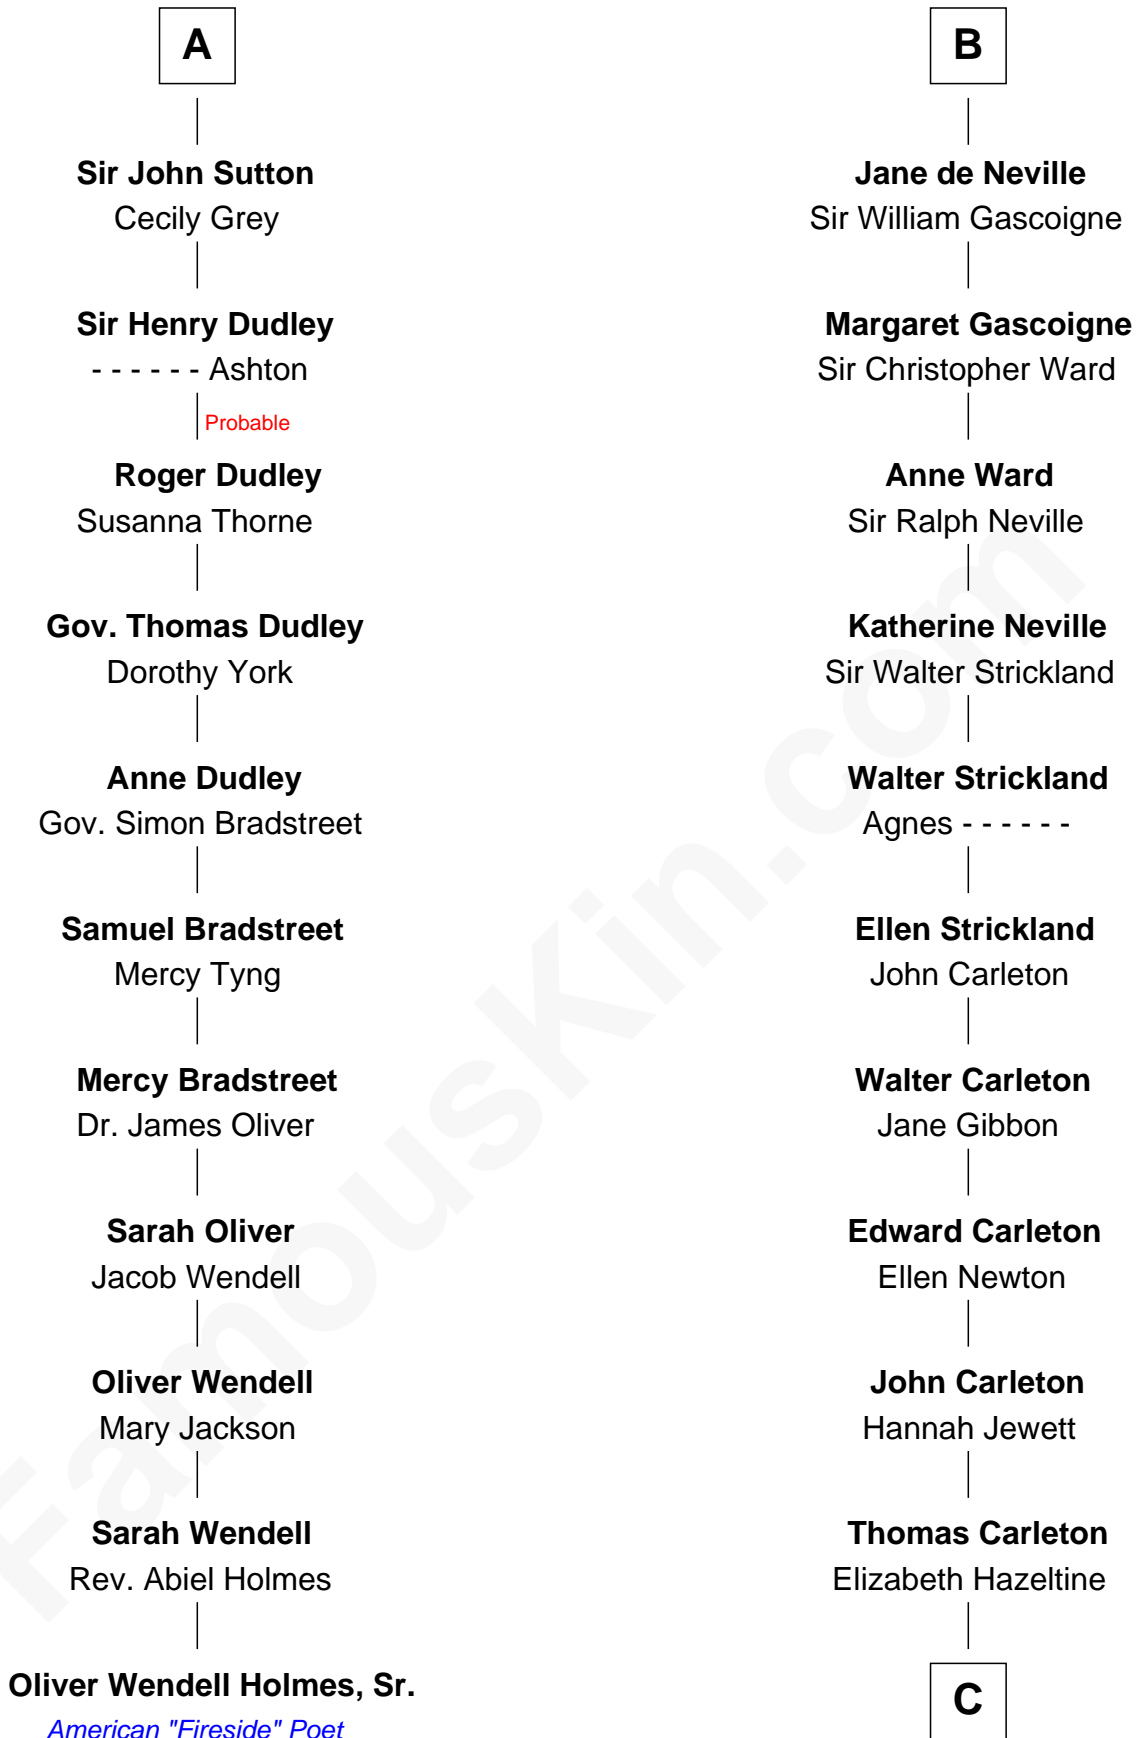 A
Sir John Sutton
Cecily Grey
Sir Henry Dudley
- - - - - - Ashton
Probable
Roger Dudley
Susanna Thorne
Gov. Thomas Dudley
Dorothy York
Anne Dudley
Gov. Simon Bradstreet
Samuel Bradstreet
Mercy Tyng
Mercy Bradstreet
Dr. James Oliver
Sarah Oliver
Jacob Wendell
Oliver Wendell
Mary Jackson
Sarah Wendell
Rev. Abiel Holmes
Oliver Wendell Holmes, Sr.
American "Fireside" Poet
B
Jane de Neville
Sir William Gascoigne
Margaret Gascoigne
Sir Christopher Ward
Anne Ward
Sir Ralph Neville
Katherine Neville
Sir Walter Strickland
Walter Strickland
Agnes - - - - - -
Ellen Strickland
John Carleton
Walter Carleton
Jane Gibbon
Edward Carleton
Ellen Newton
John Carleton
Hannah Jewett
Thomas Carleton
Elizabeth Hazeltine
C
FamousKin.com